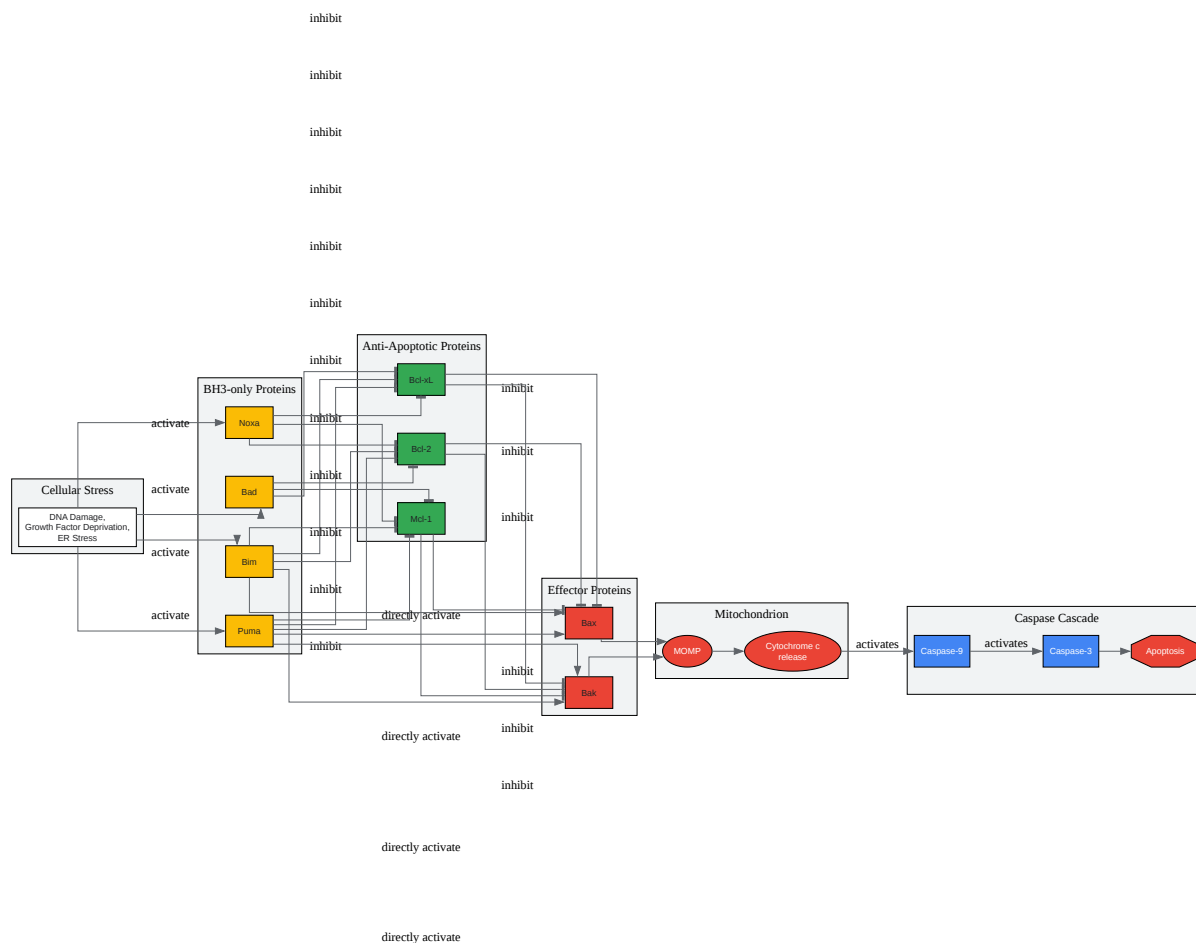 inhibit
inhibit
inhibit
inhibit
inhibit
inhibit
inhibit
inhibit
inhibit
inhibit
inhibit
inhibit
Cellular Stress
DNA Damage,
Growth Factor Deprivation,
ER Stress
activate
activate
activate
activate
BH3-only Proteins
Noxa
Bad
Bim
Puma
Anti-Apoptotic Proteins
Bcl-xL
Bcl-2
Mcl-1
directly activate
directly activate
directly activate
directly activate
inhibit
inhibit
inhibit
inhibit
inhibit
inhibit
Effector Proteins
Bax
Bak
Mitochondrion
MOMP
Cytochrome c
release
activates
Caspase Cascade
Caspase-9
activates
Caspase-3
Apoptosis